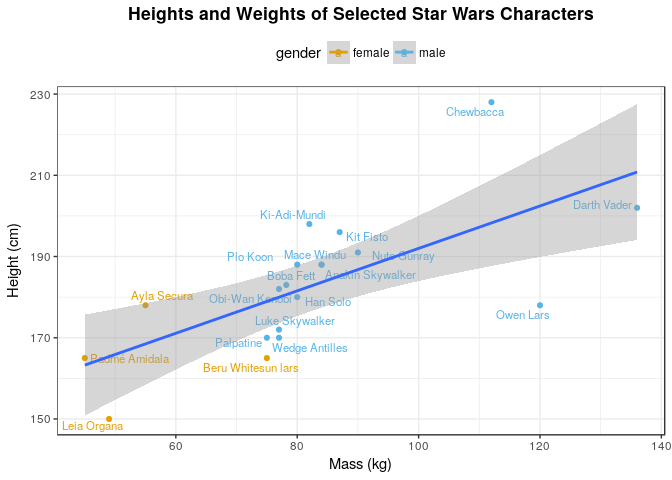 Heights and Weights of Selected Star Wars Characters
gender a female a male
230
210
190
170
150
Height (cm)
Chewbacca
Darth Vader
Ki-Adi-Mundi
Kit Fisto
Plo Koon
Mace Windu
Nute Gunray
Boba Fett
Anakin Skywalker
Ayla Secura
Obi-Wan Kenobi
Han Solo
Owen Lars
Luke Skywalker
Palpatine
Wedge Antilles
Padmé Amidala
Beru Whitesun lars
Leia Organa
60 80 100 120 140
Mass (kg)